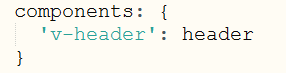 components: {
  'v-header': header
}